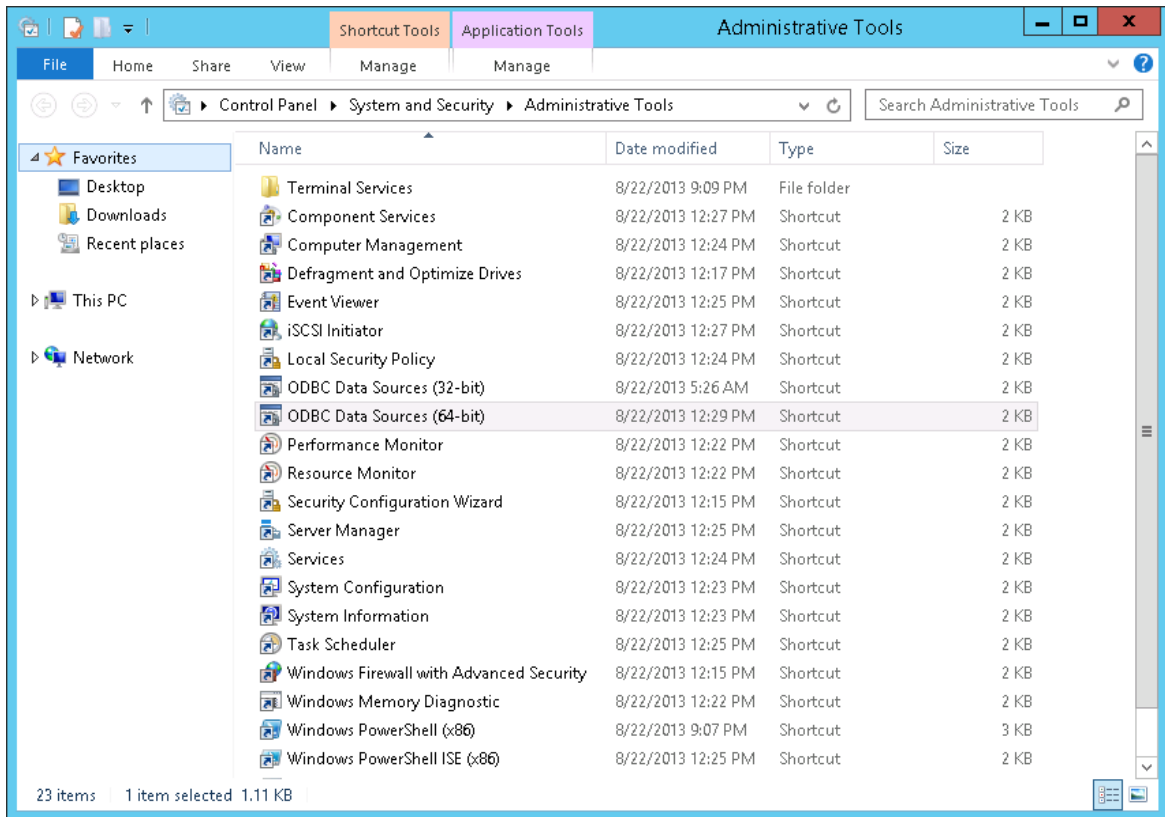 Shortcut Tools Application Tools Administrative Tools
File Home Share View Manage Manage
Control Panel System and Security Administrative Tools Search Administrative Tools
Favorites Name Date modified Type Size
Desktop Terminal Services 8/22/2013 9:09 PM File folder
Downloads Component Services 8/22/2013 12:27 PM Shortcut 2 KB
Recent places Computer Management 8/22/2013 12:24 PM Shortcut 2 KB
Defragment and Optimize Drives 8/22/2013 12:17 PM Shortcut 2 KB
This PC Event Viewer 8/22/2013 12:25 PM Shortcut 2 KB
iSCSI Initiator 8/22/2013 12:27 PM Shortcut 2 KB
Network Local Security Policy 8/22/2013 12:24 PM Shortcut 2 KB
ODBC Data Sources (32-bit) 8/22/2013 5:26 AM Shortcut 2 KB
ODBC Data Sources (64-bit) 8/22/2013 12:29 PM Shortcut 2 KB
Performance Monitor 8/22/2013 12:22 PM Shortcut 2 KB
Resource Monitor 8/22/2013 12:22 PM Shortcut 2 KB
Security Configuration Wizard 8/22/2013 12:15 PM Shortcut 2 KB
Server Manager 8/22/2013 12:25 PM Shortcut 2 KB
Services 8/22/2013 12:24 PM Shortcut 2 KB
System Configuration 8/22/2013 12:23 PM Shortcut 2 KB
System Information 8/22/2013 12:23 PM Shortcut 2 KB
Task Scheduler 8/22/2013 12:25 PM Shortcut 2 KB
Windows Firewall with Advanced Security 8/22/2013 12:15 PM Shortcut 2 KB
Windows Memory Diagnostic 8/22/2013 12:22 PM Shortcut 2 KB
Windows PowerShell (x86) 8/22/2013 9:07 PM Shortcut 3 KB
Windows PowerShell ISE (x86) 8/22/2013 12:25 PM Shortcut 2 KB
23 items 1 item selected 1.11 KB